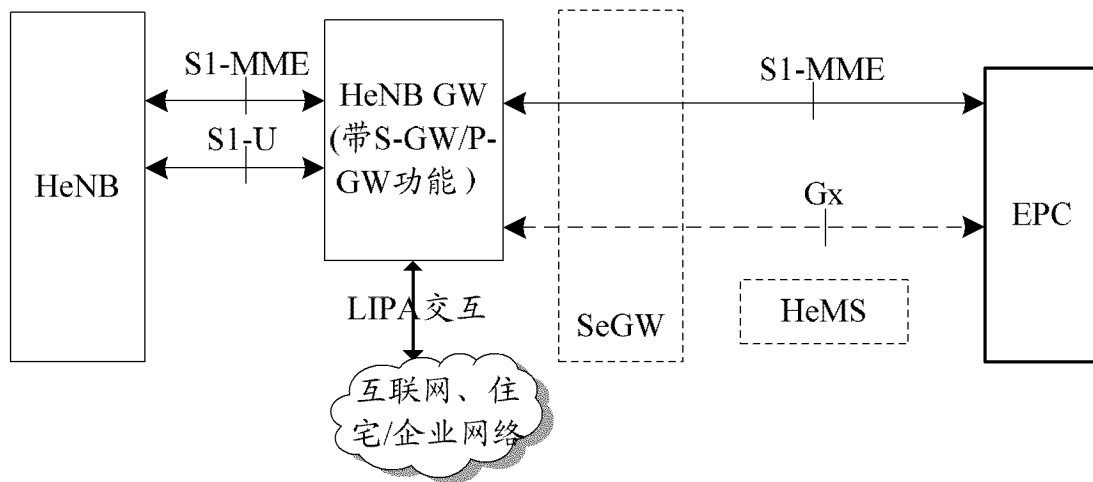 S1-MME
S1-U
HeNB
HeNB GW
(带S-GW/P-
GW功能）
S1-MME
Gx
EPC
SeGW
HeMS
LIPA交互
互联网、住
宅/企业网络